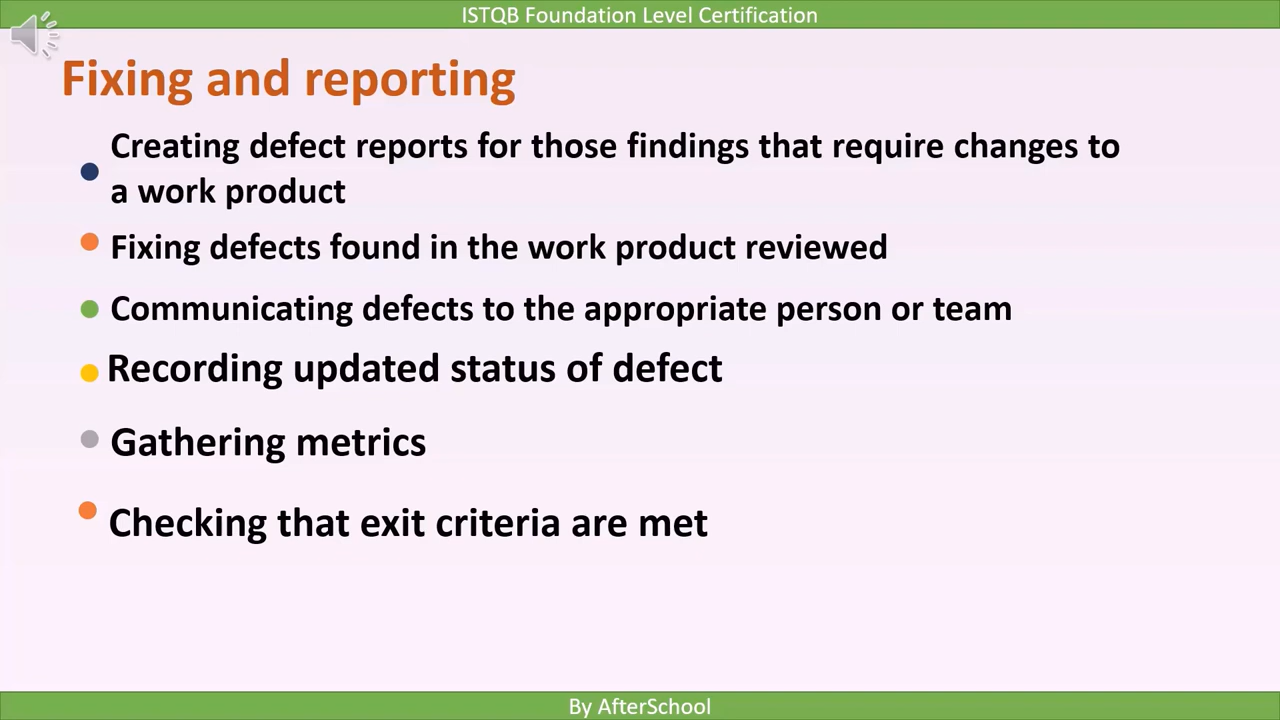 ISTQB Foundation Level Certification
Fixing and reporting
Creating defect reports for those findings that require changes to
a work product
Fixing defects found in the work product reviewed
Communicating defects to the appropriate person or team
Recording updated status of defect
Gathering metrics
Checking that exit criteria are met
By AfterSchool